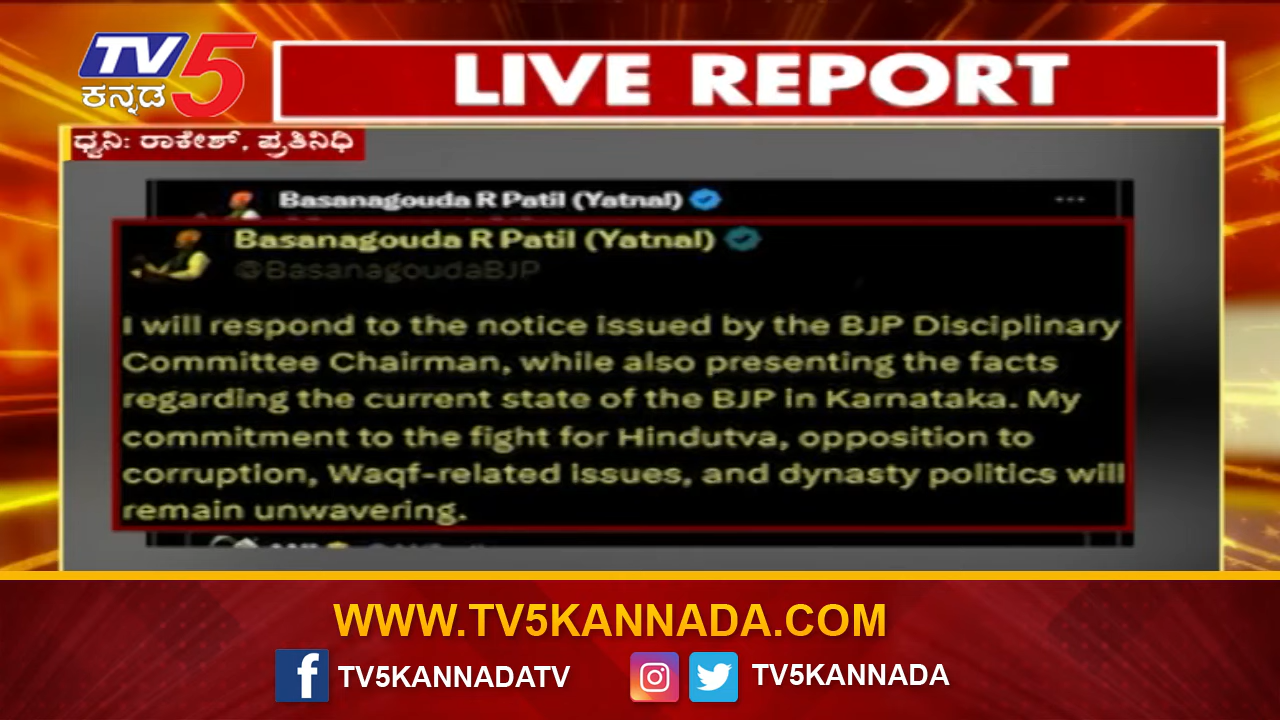 TV5
ಕನ್ನಡ
LIVE REPORT
ಧ್ವನಿ: ರಾಕೇಶ್, ಪ್ರತಿನಿಧಿ
Basanagouda R Patil (Yatnal)
Basanagouda R Patil (Yatnal)
@BasanagoudaBJP
I will respond to the notice issued by the BJP Disciplinary
Committee Chairman, while also presenting the facts
regarding the current state of the BJP in Karnataka. My
commitment to the fight for Hindutva, opposition to
corruption, Waqf-related issues, and dynasty politics will
remain unwavering.
WWW.TV5KANNADA.COM
TV5KANNADATV
TV5KANNADA